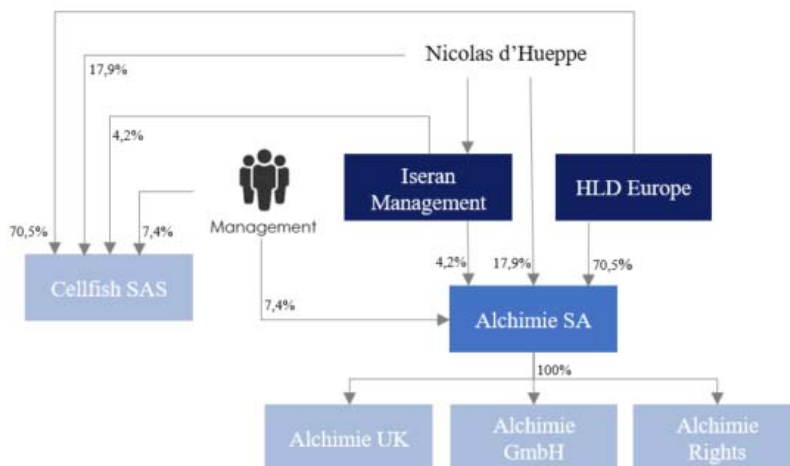 Nicolas d’Hueppe
17,9%
4,2%
Iseran
Management
HLD Europe
Management
70,5%
7,4%
4,2%
17,9%
70,5%
Cellfish SAS
7,4%
Alchimie SA
100%
Alchimie UK
Alchimie
GmbH
Alchimie
Rights